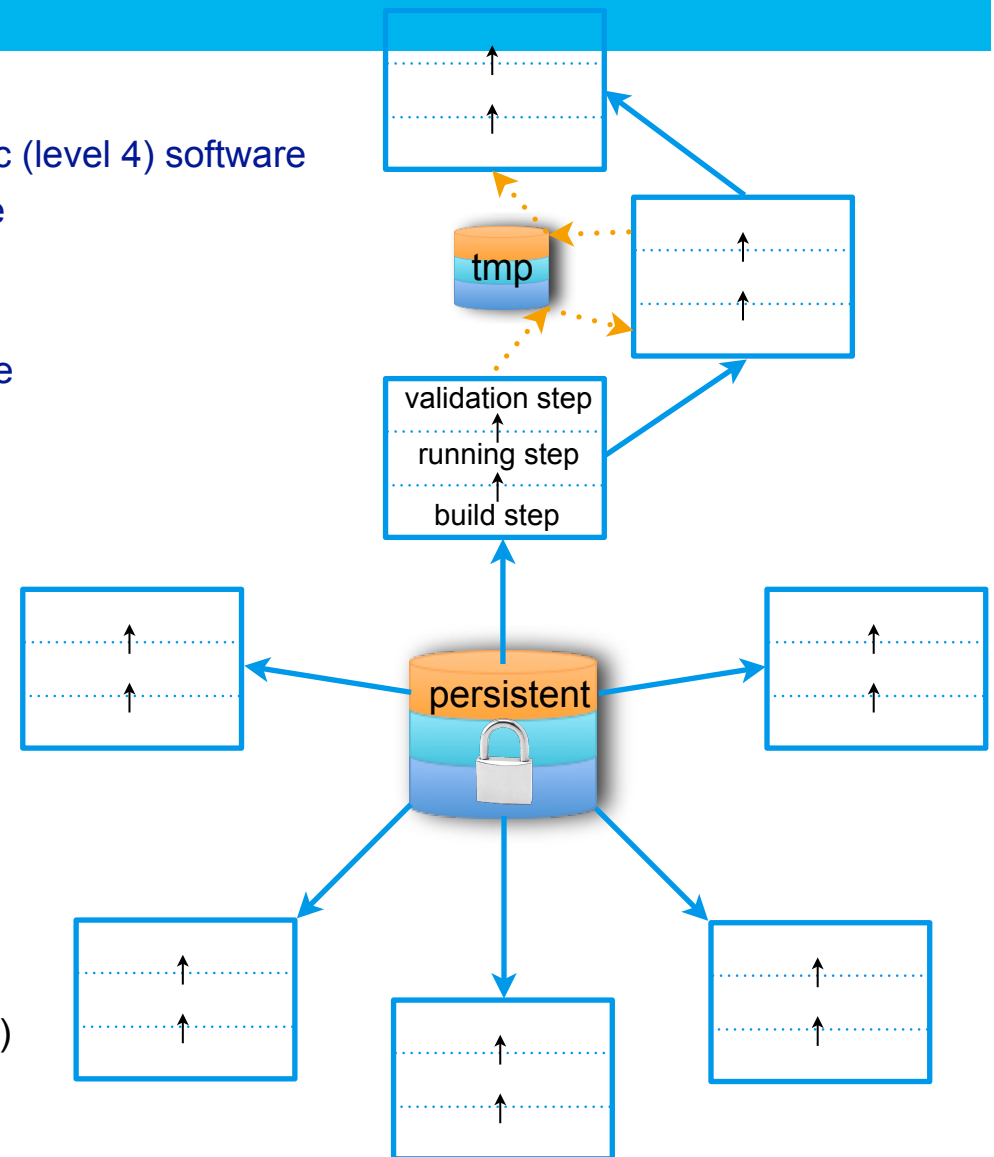 c (level 4) software
e
tmp
e
validation step
running step
build step
persistent
)